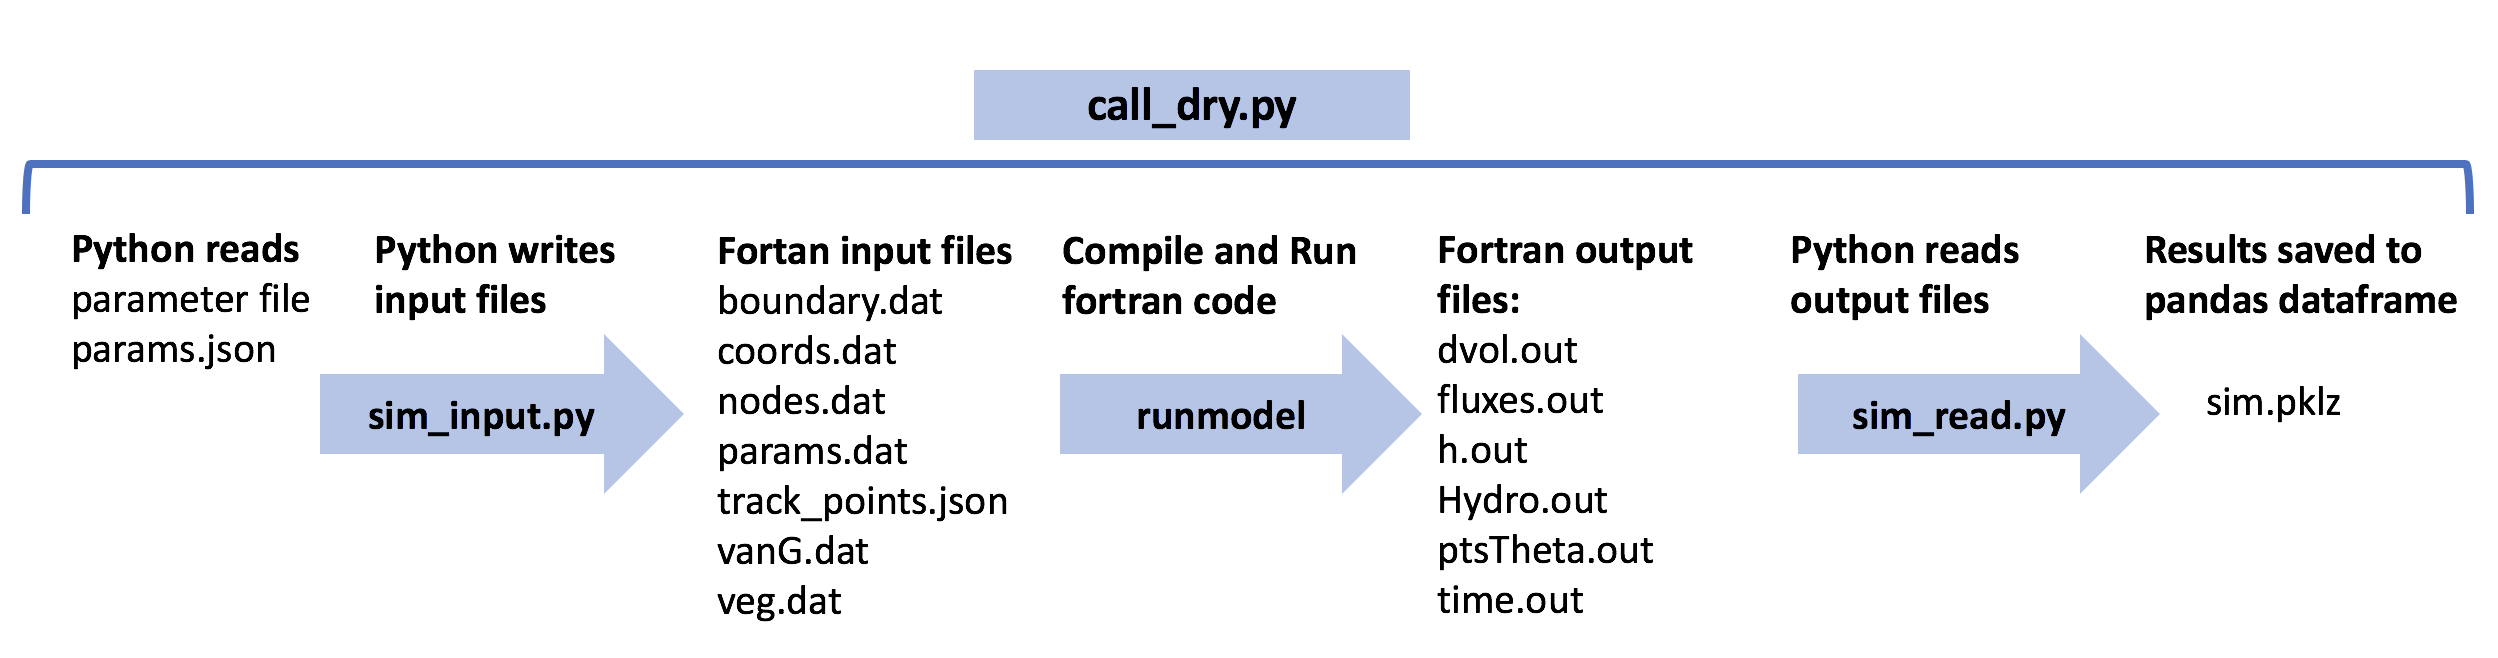 call_dry.py
Python reads
parameter file
params.json
Python writes
input files
sim_input.py
Fortan input files
boundary.dat
coords.dat
nodes.dat
params.dat
track_points.json
vanG.dat
veg.dat
Compile and Run
fortran code
runmodel
Fortran output
files:
dvol.out
fluxes.out
h.out
Hydro.out
ptsTheta.out
time.out
Python reads
output files
sim_read.py
Results saved to
pandas dataframe
sim.pklz